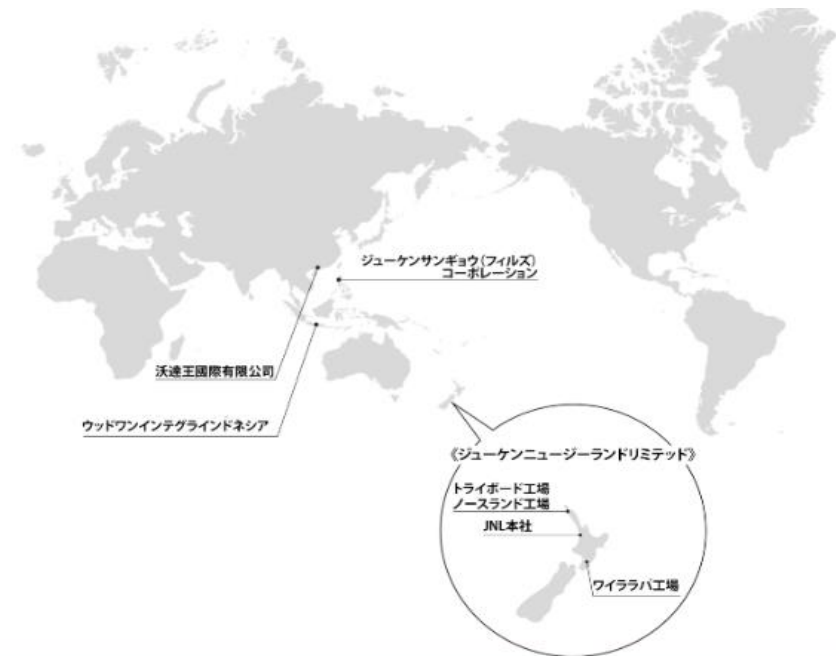 ジューケンサンギョウ(フィルズ)
コーポレーション
沃達王國際有限公司
ウッドワンインテグラインドネシア
《ジューケンニュージーランドリミテッド》
トライボード工場
ノースランド工場
JNL本社
ワイララパ工場